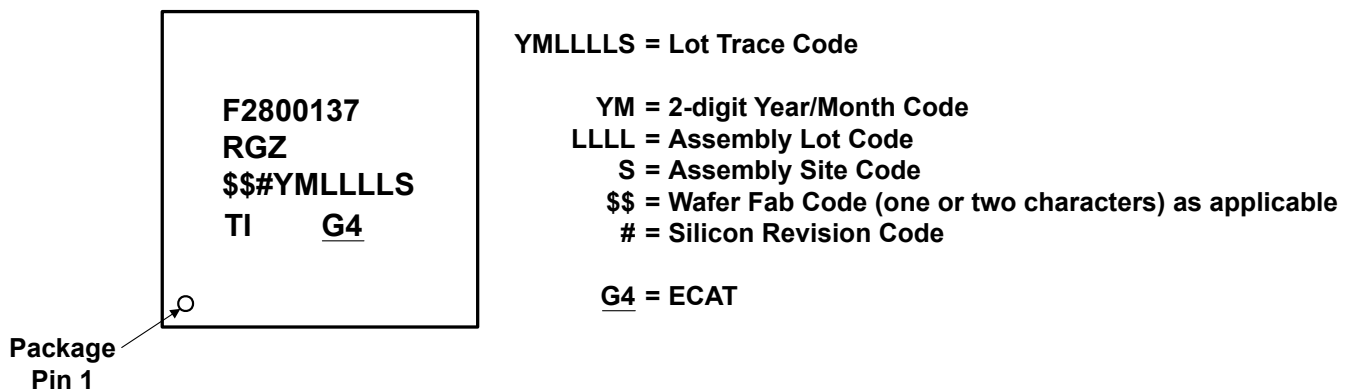 F2800137
RGZ
$$#YMLLLLS
TI G4
Package
Pin 1
YMLLLLS = Lot Trace Code
YM = 2-digit Year/Month Code
LLLL = Assembly Lot Code
S = Assembly Site Code
$$ = Wafer Fab Code (one or two characters) as applicable
# = Silicon Revision Code
G4 = ECAT